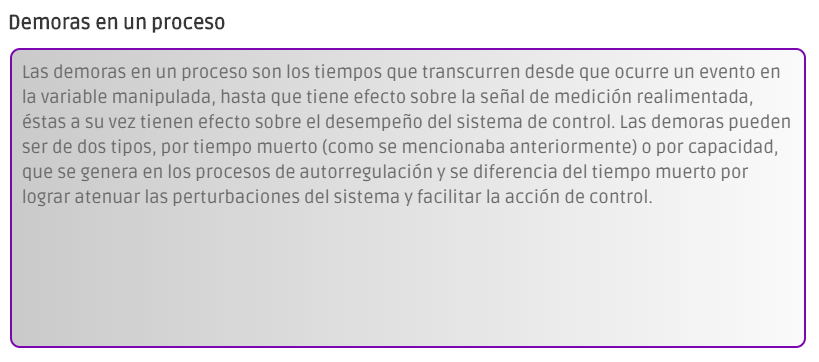 Demoras en un proceso
Las demoras en un proceso son los tiempos que transcurren desde que ocurre un evento en
la variable manipulada, hasta que tiene efecto sobre la señal de medición realimentada,
éstas a su vez tienen efecto sobre el desempeño del sistema de control. Las demoras pueden
ser de dos tipos, por tiempo muerto (como se mencionaba anteriormente) o por capacidad,
que se genera en los procesos de autorregulación y se diferencia del tiempo muerto por
lograr atenuar las perturbaciones del sistema y facilitar la acción de control.